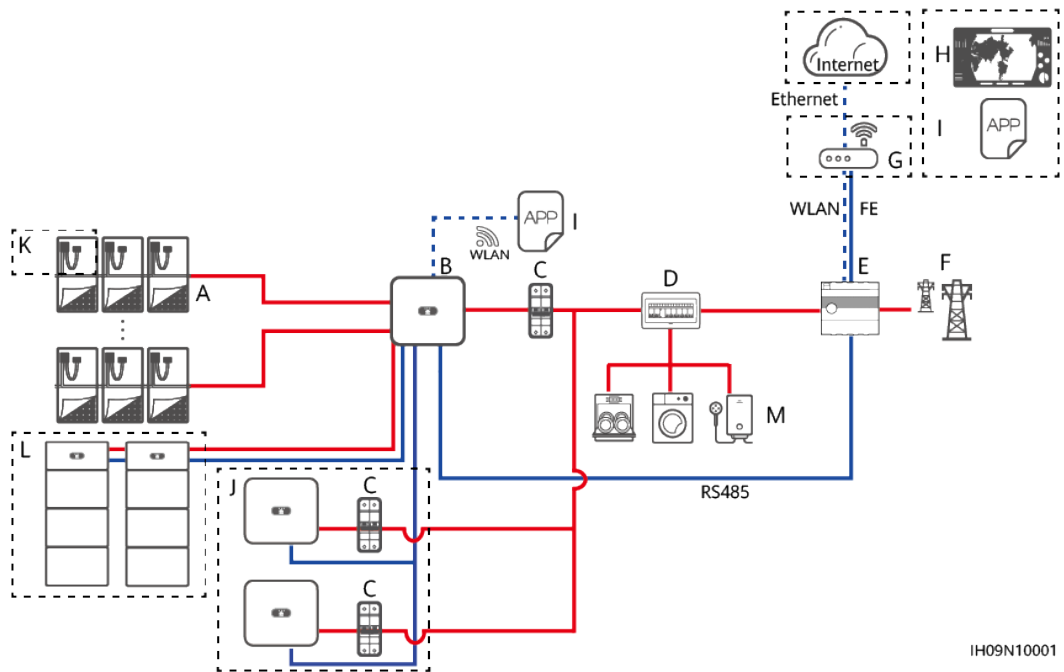 Internet
H
Ethernet
APP
I
G
WLAN
FE
APP
I
WLAN
K
A
B
C
D
E
F
M
L
J
C
RS485
C
IH09N10001